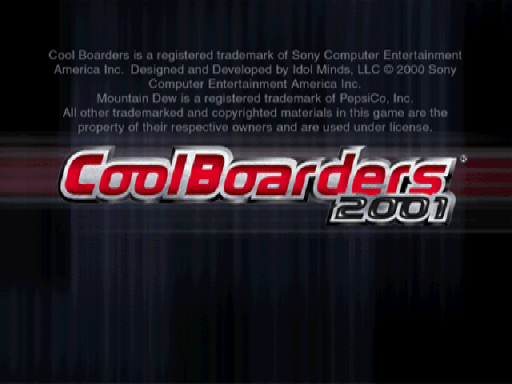 Cool Boarders is a registered trademark of Sony Computer Entertainment
America Inc. Designed and Developed by Idol Minds, LLC © 2000 Sony
Computer Entertainment America Inc.
Mountain Dew is a registered trademark of PepsiCo, Inc.
All other trademarked and copyrighted materials in this game are the
property of their respective owners and are used under license.
CoolBoarders
2001